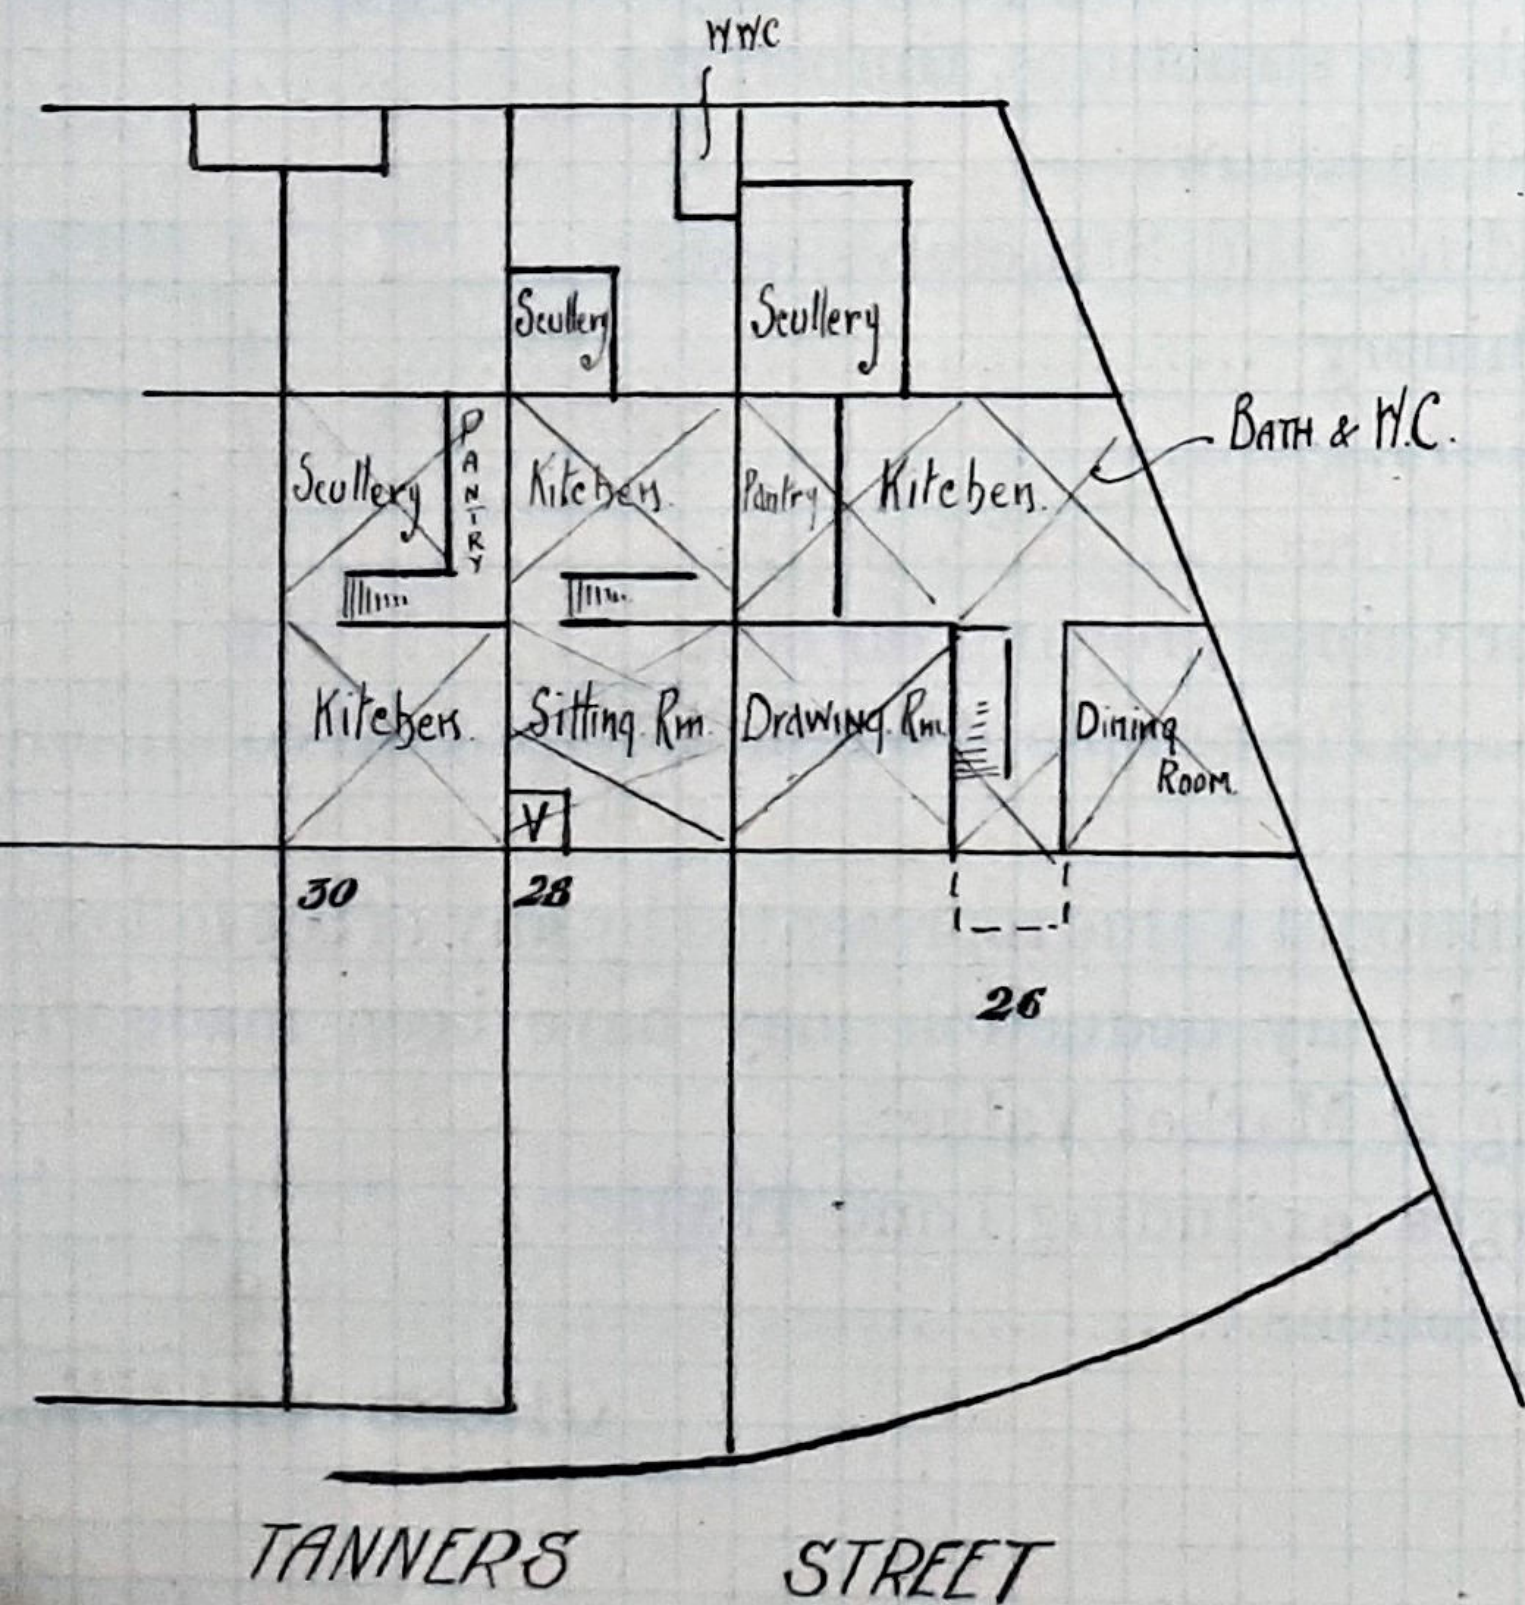 W.W.C
Scullery
Scullery
BATH & W.C.
Scullery
PANTRY
Kitchen.
Pantry
Kitchen.
Kitchen.
Sitting Rm.
Drawing Rm.
Dining
Room
V
30
28
26
TANNERS STREET